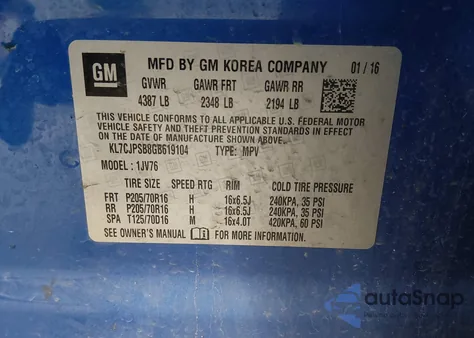 GM
MFD BY GM KOREA COMPANY 01/16
GVWR GAWR FRT GAWR RR
4387 LB 2348 LB 2194 LB
THIS VEHICLE CONFORMS TO ALL APPLICABLE U.S. FEDERAL MOTOR
VEHICLE SAFETY AND THEFT PREVENTION STANDARDS IN EFFECT ON
THE DATE OF MANUFACTURE SHOWN ABOVE.
KL7CJPSB8GB619104 TYPE: MPV
MODEL: 1JV76
TIRE SIZE SPEED RTG RIM COLD TIRE PRESSURE
FRT P205/70R16 H 16x6.5J 240KPA, 35 PSI
RR P205/70R16 H 16x6.5J 240KPA, 35 PSI
SPA T125/70D16 M 16x4.0T 420KPA, 60 PSI
SEE OWNER'S MANUAL FOR MORE INFORMATION.
autoSnap